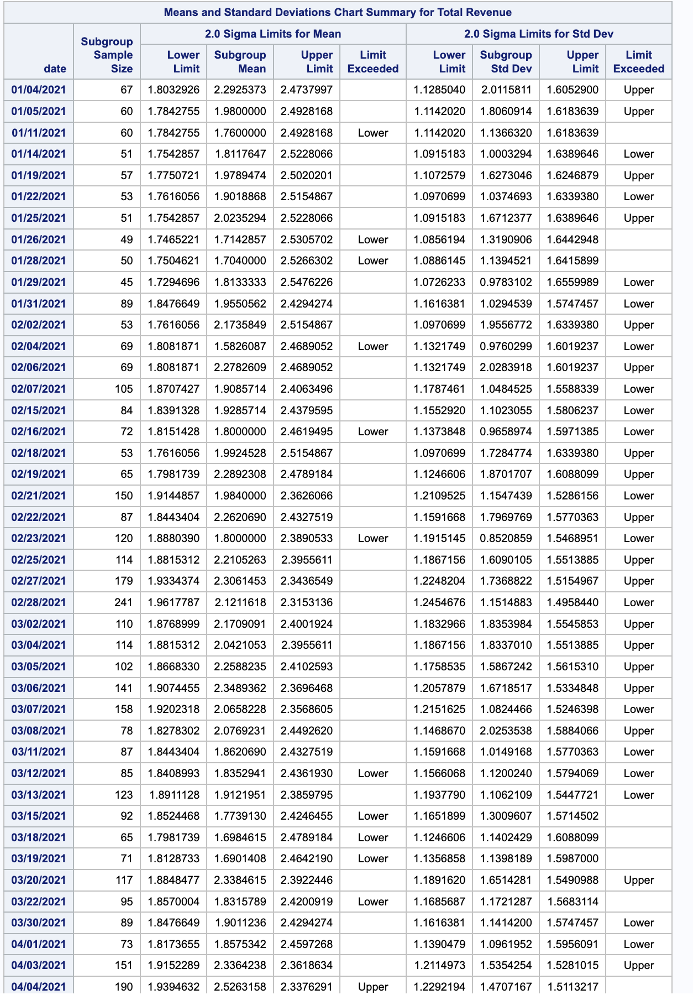 Means and Standard Deviations Chart Summary for Total Revenue
2.0 Sigma Limits for Mean 2.0 Sigma Limits for Std Dev
date Subgroup Sample Size Lower Limit Subgroup Mean Upper Limit Limit Exceeded Lower Limit Subgroup Std Dev Upper Limit Limit Exceeded
01/04/2021 67 1.8032926 2.2925373 2.4737997 1.1285040 2.0115811 1.6052900 Upper
01/05/2021 60 1.7842755 1.9800000 2.4928168 1.1142020 1.8060914 1.6183639 Upper
01/11/2021 60 1.7842755 1.7600000 2.4928168 Lower 1.1142020 1.1366320 1.6183639
01/14/2021 51 1.7542857 1.8117647 2.5228066 1.0915183 1.0003294 1.6389646 Lower
01/19/2021 57 1.7750721 1.9789474 2.5020201 1.1072579 1.6273046 1.6246879 Upper
01/22/2021 53 1.7616056 1.9018868 2.5154867 1.0970699 1.0374693 1.6339380 Lower
01/25/2021 51 1.7542857 2.0235294 2.5228066 1.0915183 1.6712377 1.6389646 Upper
01/26/2021 49 1.7465221 1.7142857 2.5305702 Lower 1.0856194 1.3190906 1.6442948
01/28/2021 50 1.7504621 1.7040000 2.5266302 Lower 1.0886145 1.1394521 1.6415899
01/29/2021 45 1.7294696 1.8133333 2.5476226 1.0726233 0.9783102 1.6559989 Lower
01/31/2021 89 1.8476649 1.9550562 2.4294274 1.1616381 1.0294539 1.5747457 Lower
02/02/2021 53 1.7616056 2.1735849 2.5154867 1.0970699 1.9556772 1.6339380 Upper
02/04/2021 69 1.8081871 1.5826087 2.4689052 Lower 1.1321749 0.9760299 1.6019237 Lower
02/06/2021 69 1.8081871 2.2782609 2.4689052 1.1321749 2.0283918 1.6019237 Upper
02/07/2021 105 1.8707427 1.9085714 2.4063496 1.1787461 1.0484525 1.5588339 Lower
02/15/2021 84 1.8391328 1.9285714 2.4379595 1.1552920 1.1023055 1.5806237 Lower
02/16/2021 72 1.8151428 1.8000000 2.4619495 Lower 1.1373848 0.9658974 1.5971385 Lower
02/18/2021 53 1.7616056 1.9924528 2.5154867 1.0970699 1.7284774 1.6339380 Upper
02/19/2021 65 1.7981739 2.2892308 2.4789184 1.1246606 1.8701707 1.6088099 Upper
02/21/2021 150 1.9144857 1.9840000 2.3626066 1.2109525 1.1547439 1.5286156 Lower
02/22/2021 87 1.8443404 2.2620690 2.4327519 1.1591668 1.7969769 1.5770363 Upper
02/23/2021 120 1.8880390 1.8000000 2.3890533 Lower 1.1915145 0.8520859 1.5468951 Lower
02/25/2021 114 1.8815312 2.2105263 2.3955611 1.1867156 1.6090105 1.5513885 Upper
02/27/2021 179 1.9334374 2.3061453 2.3436549 1.2248204 1.7368822 1.5154967 Upper
02/28/2021 241 1.9617787 2.1211618 2.3153136 1.2454676 1.1514883 1.4958440 Lower
03/02/2021 110 1.8768999 2.1709091 2.4001924 1.1832966 1.8353984 1.5545853 Upper
03/04/2021 114 1.8815312 2.0421053 2.3955611 1.1867156 1.8337010 1.5513885 Upper
03/05/2021 102 1.8668330 2.2588235 2.4102593 1.1758535 1.5867242 1.5615310 Upper
03/06/2021 141 1.9074455 2.3489362 2.3696468 1.2057879 1.6718517 1.5334848 Upper
03/07/2021 158 1.9202318 2.0658228 2.3568605 1.2151625 1.0824466 1.5246398 Lower
03/08/2021 78 1.8278302 2.0769231 2.4492620 1.1468670 2.0253538 1.5884066 Upper
03/11/2021 87 1.8443404 1.8620690 2.4327519 1.1591668 1.0149168 1.5770363 Lower
03/12/2021 85 1.8408993 1.8352941 2.4361930 Lower 1.1566068 1.1200240 1.5794069 Lower
03/13/2021 123 1.8911128 1.9121951 2.3859795 1.1937790 1.1062109 1.5447721 Lower
03/15/2021 92 1.8524468 1.7739130 2.4246455 Lower 1.1651899 1.3009607 1.5714502
03/18/2021 65 1.7981739 1.6984615 2.4789184 Lower 1.1246606 1.1402429 1.6088099
03/19/2021 71 1.8128733 1.6901408 2.4642190 Lower 1.1356858 1.1398189 1.5987000
03/20/2021 117 1.8848477 2.3384615 2.3922446 1.1891620 1.6514281 1.5490988 Upper
03/22/2021 95 1.8570004 1.8315789 2.4200919 Lower 1.1685687 1.1721287 1.5683114
03/30/2021 89 1.8476649 1.9011236 2.4294274 1.1616381 1.1414200 1.5747457 Lower
04/01/2021 73 1.8173655 1.8575342 2.4597268 1.1390479 1.0961952 1.5956091 Lower
04/03/2021 151 1.9152289 2.3364238 2.3618634 1.2114973 1.5354254 1.5281015 Upper
04/04/2021 190 1.9394632 2.5263158 2.3376291 Upper 1.2292194 1.4707167 1.5113217